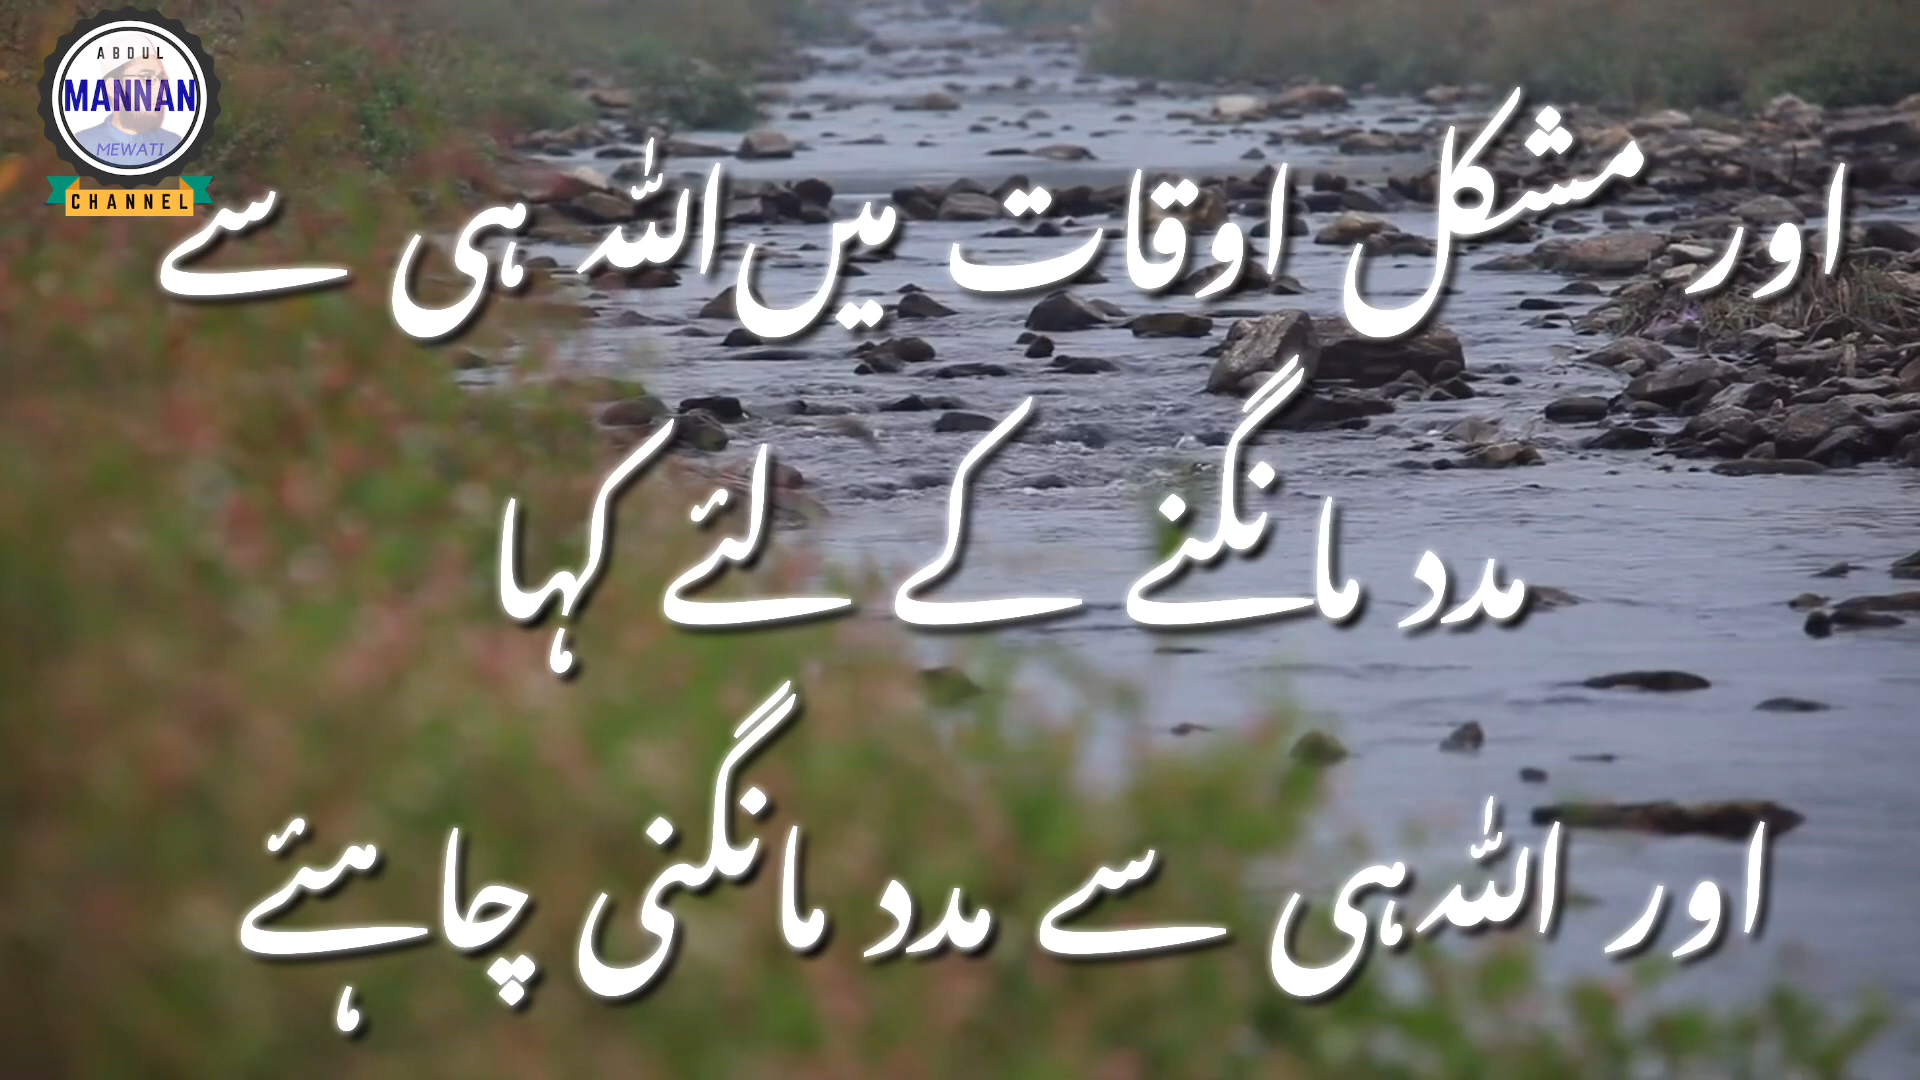 ABDUL
MANNAN
MEWATI
CHANNEL
اور مشکل اوقات میں اللہ ہی سے
مدد مانگنے کے لئے کہا
اور اللہ ہی سے مدد مانگنی چاہئے